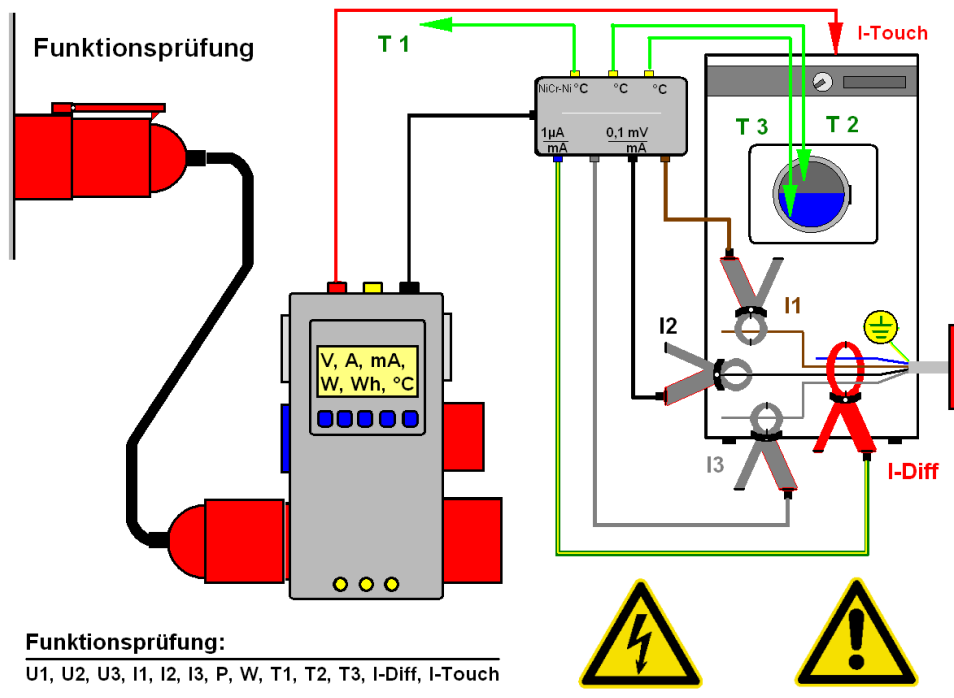 Funktionsprüfung
T 1
I-Touch
NiCr-Ni °C °C °C
1µA
mA
0,1 mV
mA
T 3 T 2
I1
I2
V, A, mA,
W, Wh, °C
I3
I-Diff
Funktionsprüfung:
U1, U2, U3, I1, I2, I3, P, W, T1, T2, T3, I-Diff, I-Touch